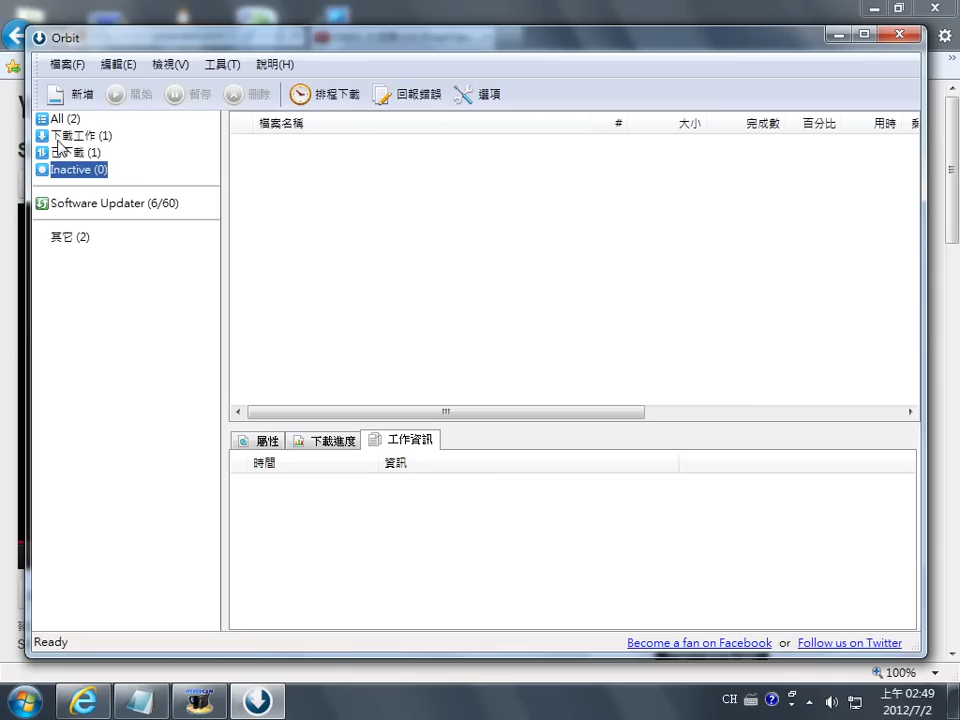 Orbit
檔案(F) 編輯(E) 檢視(V) 工具(T) 說明(H)
新增 開始 暫停 刪除 排程下載 回報錯誤 選項
All (2)
下載工作 (1)
已下載 (1)
Inactive (0)
Software Updater (6/60)
其它 (2)
檔案名稱 # 大小 完成數 百分比 用時
屬性 下載進度 工作資訊
時間 資訊
Ready
Become a fan on Facebook or Follow us on Twitter
100%
CH
上午 02:49
2012/7/2